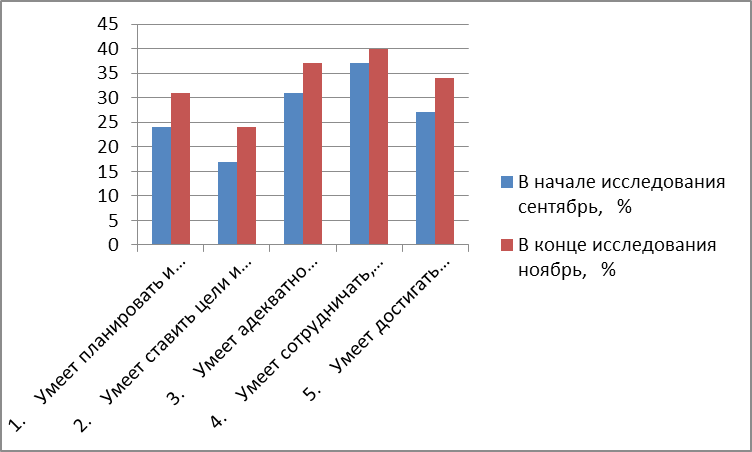 45
40
35
30
25
20
15
10
5
0
1. Умеет планировать и...
2. Умеет ставить цели и...
3. Умеет адекватно...
4. Умеет сотрудничать,...
5. Умеет достигать...
В начале исследования
сентябрь, %
В конце исследования
ноябрь, %